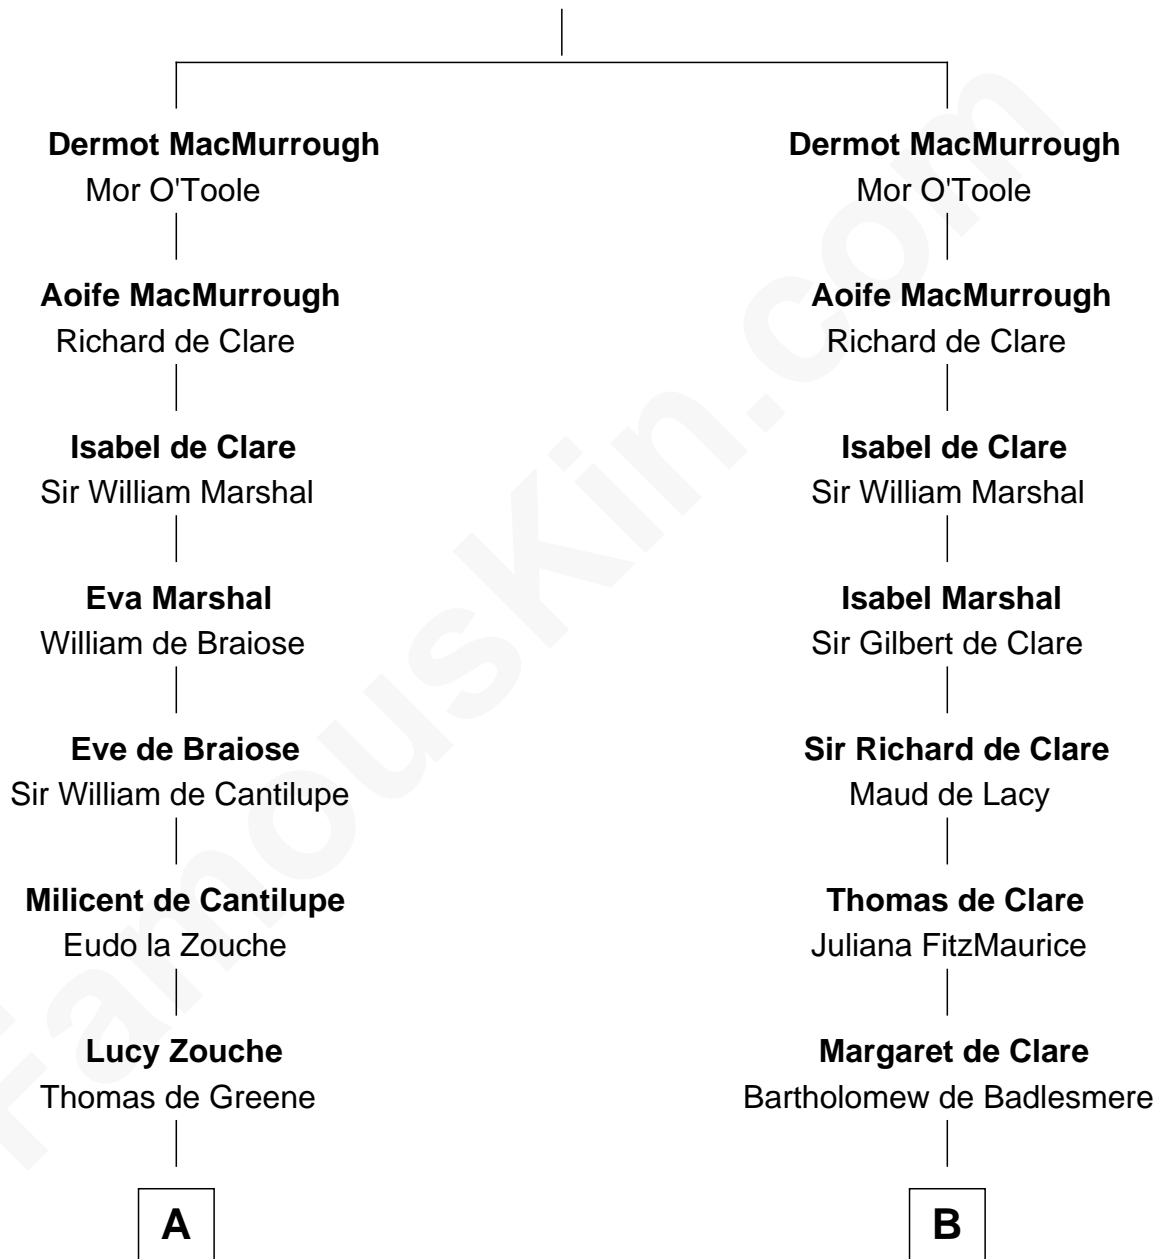 Dermot MacMurrough
Mor O'Toole
Aoife MacMurrough
Richard de Clare
Isabel de Clare
Sir William Marshal
Eva Marshal
William de Braiose
Eve de Braiose
Sir William de Cantilupe
Milicent de Cantilupe
Eudo la Zouche
Lucy Zouche
Thomas de Greene
A
Dermot MacMurrough
Mor O'Toole
Aoife MacMurrough
Richard de Clare
Isabel de Clare
Sir William Marshal
Isabel Marshal
Sir Gilbert de Clare
Sir Richard de Clare
Maud de Lacy
Thomas de Clare
Juliana FitzMaurice
Margaret de Clare
Bartholomew de Badlesmere
B
FamousKin.com